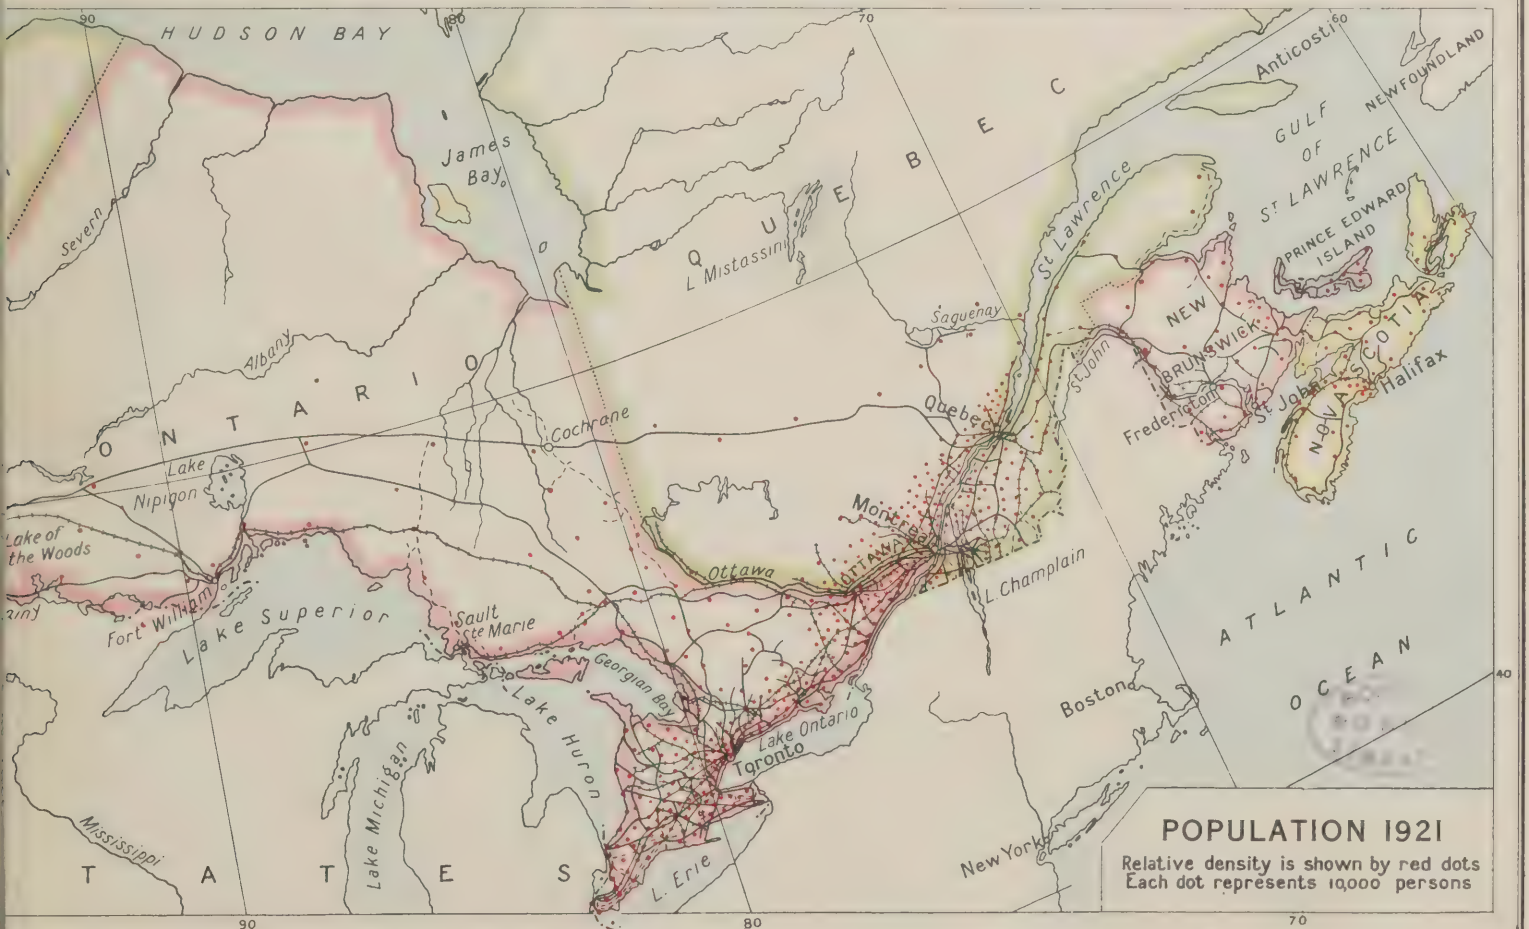 90
80
70
60
HUDSON BAY
Anticosti
NEWFOUNDLAND
QUEBEC
GULF
OF
ST LAWRENCE
James
Bay
Severn
St Lawrence
PRINCE EDWARD
ISLAND
L Mistassini
Saguenay
NEW
BRUNSWICK
NOVA SCOTIA
Albany
ONTARIO
St John
St John
Halifax
Quebec
Fredericton
Cochrane
Lake
Nipigon
Lake of
the Woods
Montreal
OTTAWA
Ottawa
L. Champlain
ATLANTIC
OCEAN
Fort William
Lake Superior
Sault
Ste Marie
Georgian Bay
Lake Huron
Boston
40
Lake Ontario
Toronto
Lake Michigan
Mississippi
L. Erie
New York
TATES
POPULATION 1921
Relative density is shown by red dots
Each dot represents 10,000 persons
90
80
70